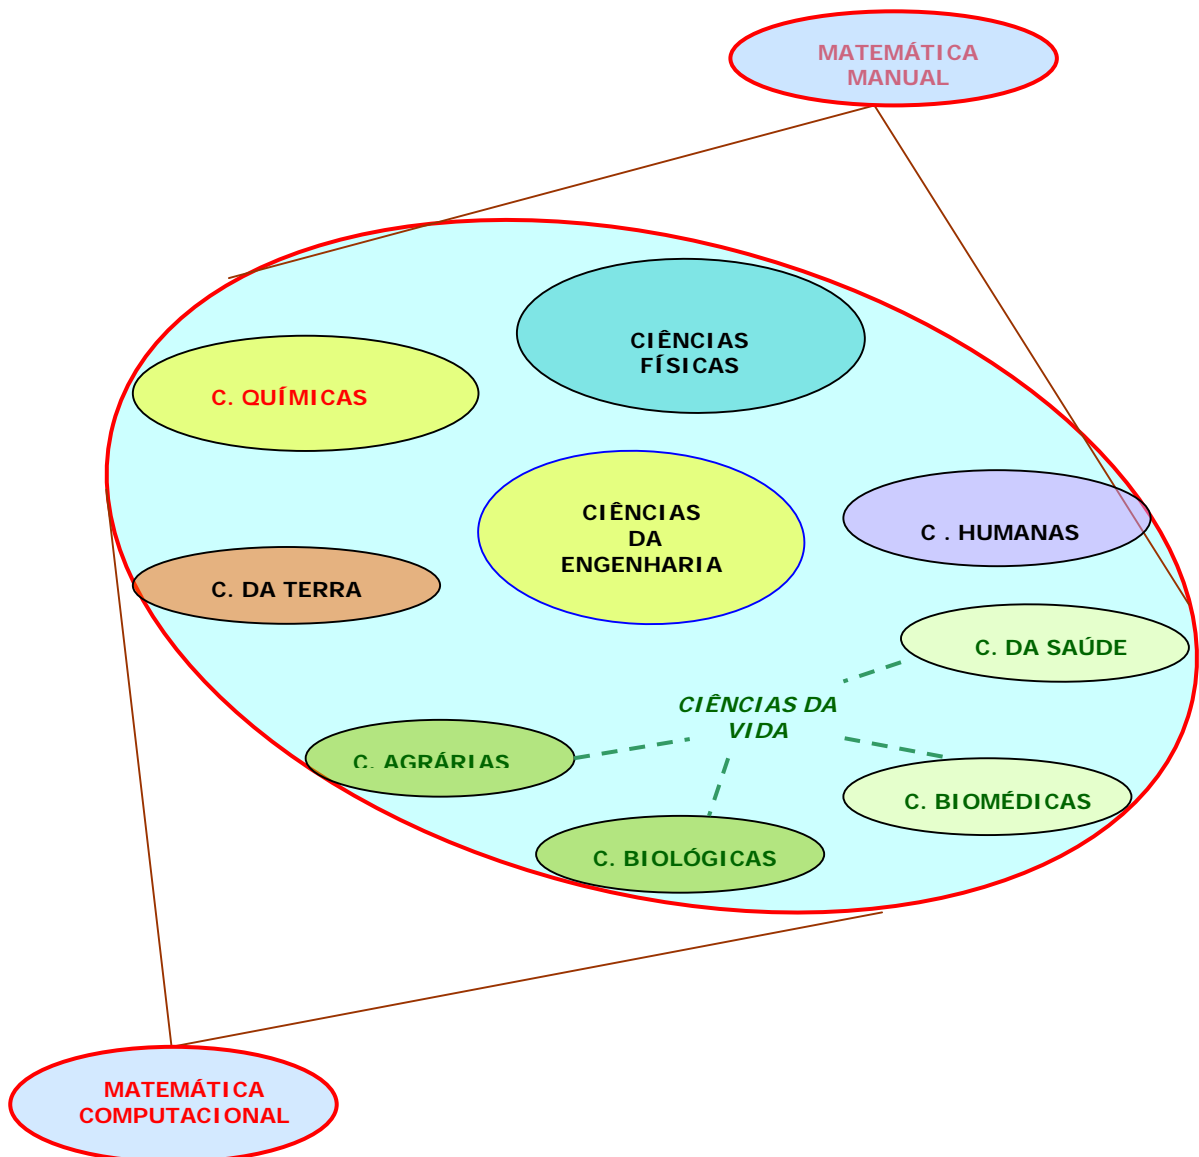 MATEMÁTICA
MANUAL
CIÊNCIAS
FÍSICAS
C. QUÍMICAS
CIÊNCIAS
DA
ENGENHARIA
C . HUMANAS
C. DA TERRA
C. DA SAÚDE
CIÊNCIAS DA
VIDA
C. AGRÁRIAS
C. BIOMÉDICAS
C. BIOLÓGICAS
MATEMÁTICA
COMPUTACIONAL